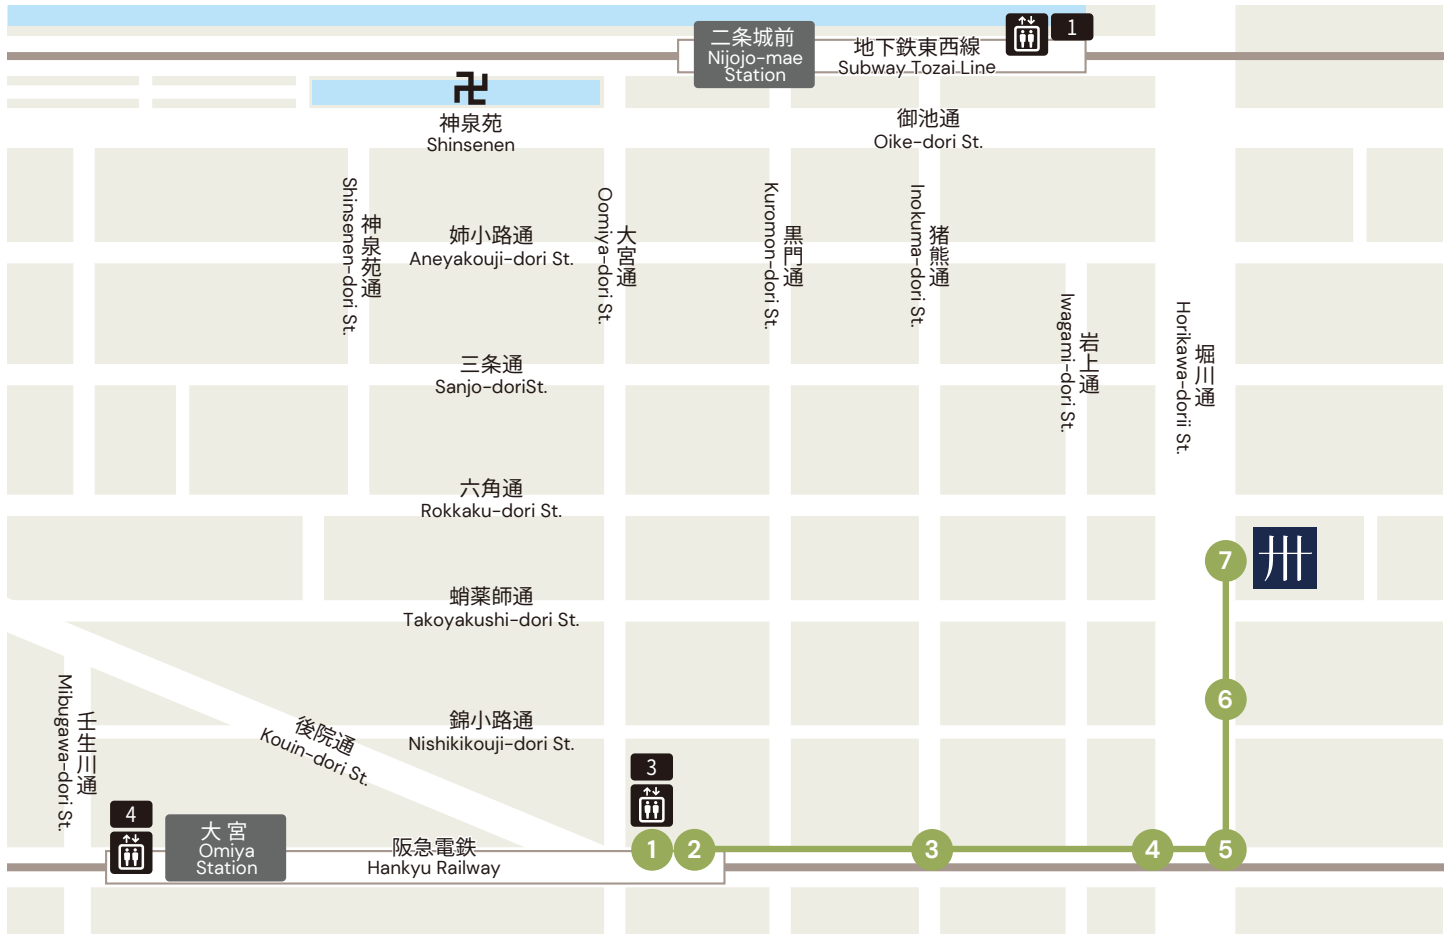 二条城前
Nijojo-mae
Station
地下鉄東西線
Subway Tozai Line
1
卍
神泉苑
Shinsenen
御池通
Oike-dori St.
神泉苑通
Shinsenen-dori St.
姉小路通
Aneyakouji-dori St.
大宮通
Oomiya-dori St.
黒門通
Kuromon-dori St.
猪熊通
Inokuma-dori St.
岩上通
Iwagami-dori St.
堀川通
Horikawa-dorii St.
三条通
Sanjo-doriSt.
六角通
Rokkaku-dori St.
7
卅
蛸薬師通
Takoyakushi-dori St.
6
壬生川通
Mibugawa-dori St.
後院通
Kouin-dori St.
錦小路通
Nishikikouji-dori St.
3
4
大宮
Omiya
Station
阪急電鉄
Hankyu Railway
1
2
3
4
5